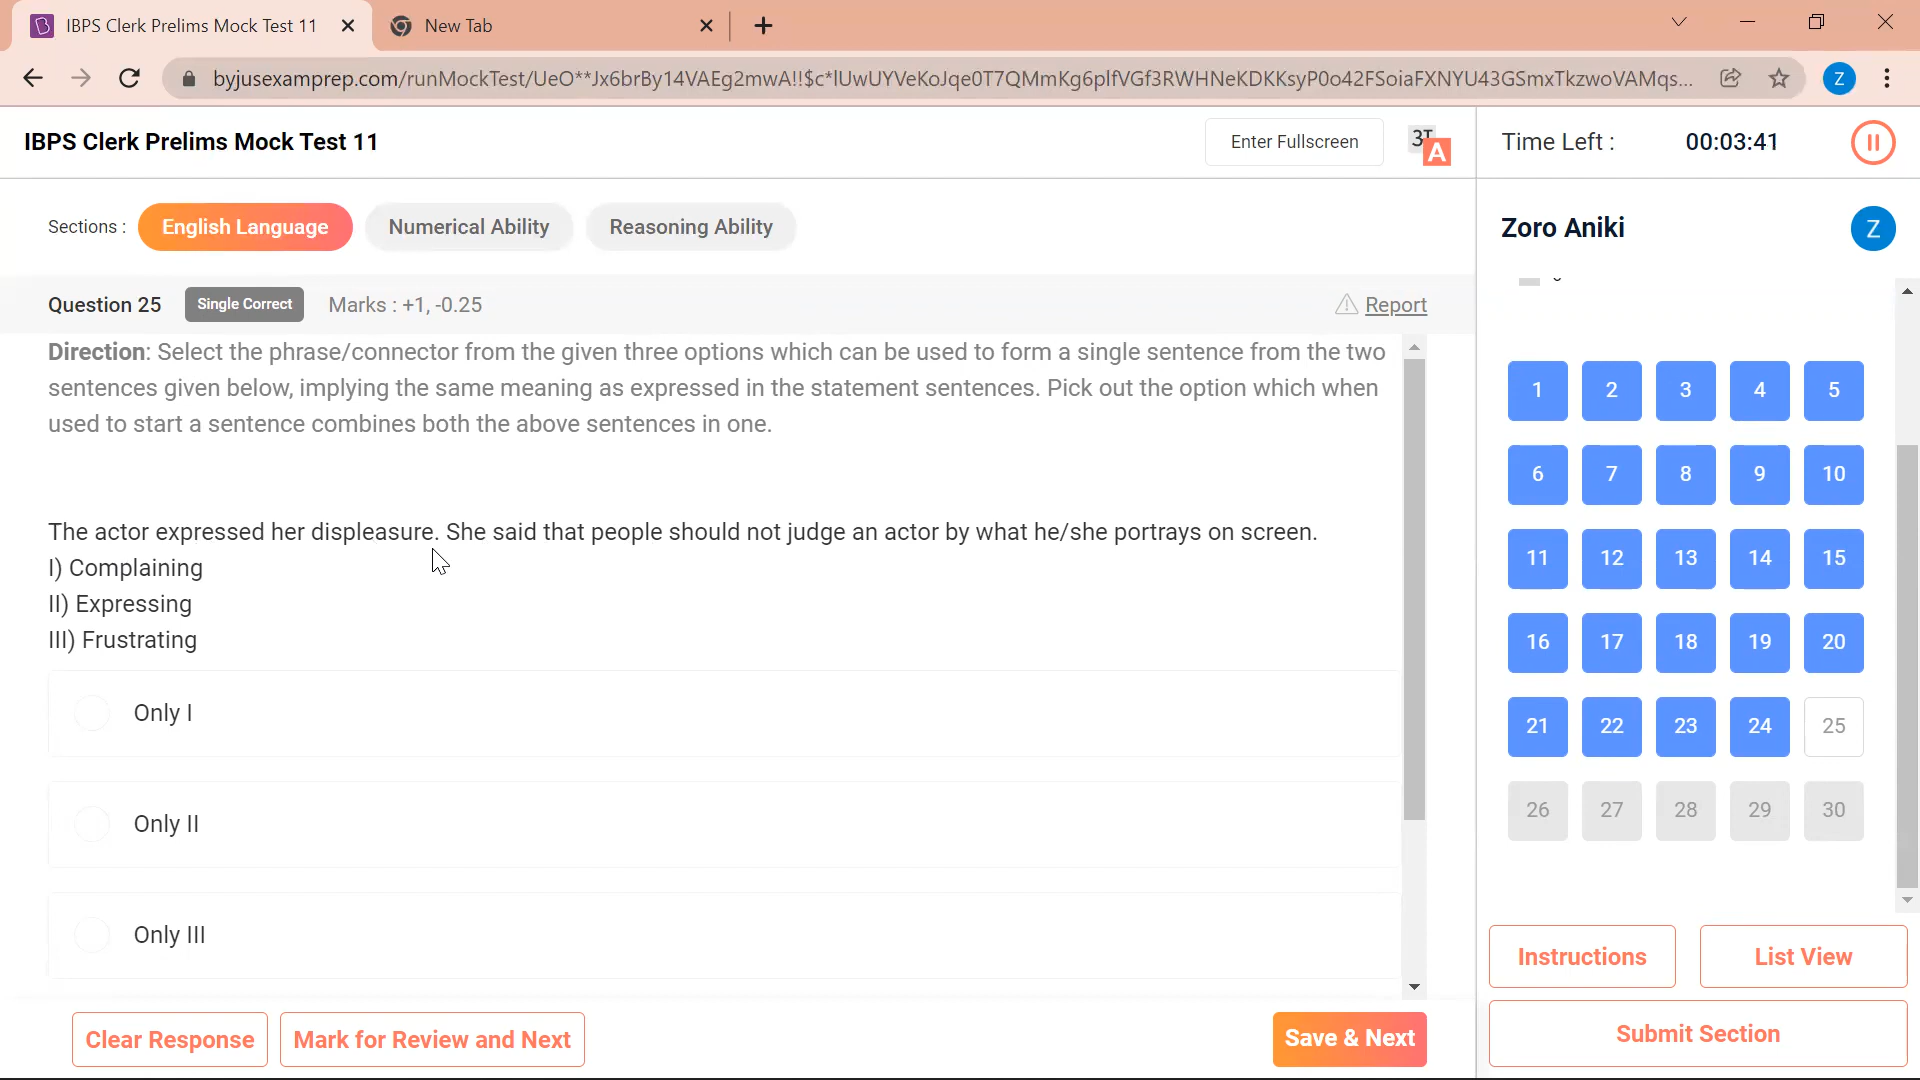 IBPS Clerk Prelims Mock Test 11
New Tab
byjusexamprep.com/runMockTest/UeO**Jx6brBy14VAEg2mwA!!$c*lUwUYVeKoJqe0T7QMmKg6plfVGf3RWHNeKDKKsyP0o42FSoiaFXNYU43GSmxTkzwoVAMqs...
Z
IBPS Clerk Prelims Mock Test 11
Enter Fullscreen
A
Time Left :
00:03:41
Sections :
English Language
Numerical Ability
Reasoning Ability
Zoro Aniki
Z
Question 25
Single Correct
Marks : +1, -0.25
Report
Direction: Select the phrase/connector from the given three options which can be used to form a single sentence from the two
sentences given below, implying the same meaning as expressed in the statement sentences. Pick out the option which when
used to start a sentence combines both the above sentences in one.
The actor expressed her displeasure. She said that people should not judge an actor by what he/she portrays on screen.
I) Complaining
II) Expressing
III) Frustrating
Only I
Only II
Only III
1 2 3 4 5
6 7 8 9 10
11 12 13 14 15
16 17 18 19 20
21 22 23 24 25
26 27 28 29 30
Instructions
List View
Clear Response
Mark for Review and Next
Save & Next
Submit Section